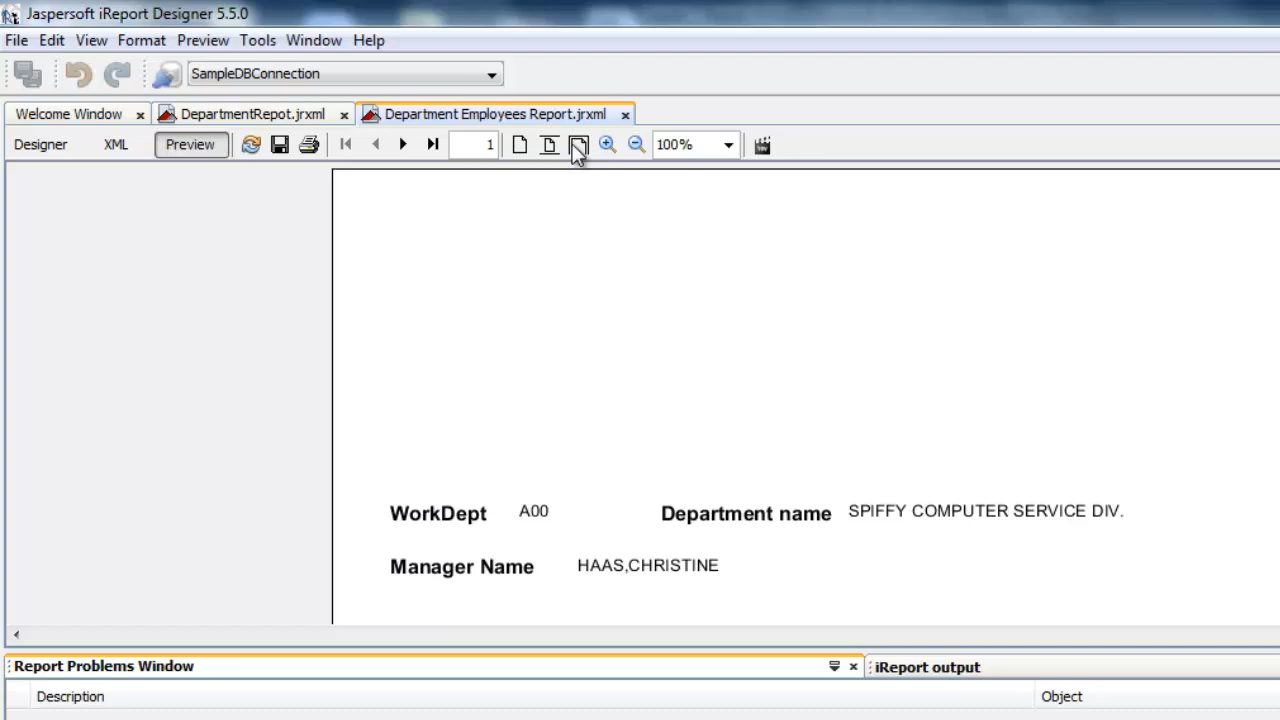 Jaspersoft iReport Designer 5.5.0
File Edit View Format Preview Tools Window Help
SampleDBConnection
Welcome Window DepartmentRepot.jrxml Department Employees Report.jrxml
Designer XML Preview 1 100%
WorkDept A00 Department name SPIFFY COMPUTER SERVICE DIV.
Manager Name HAAS,CHRISTINE
Report Problems Window iReport output
Description Object